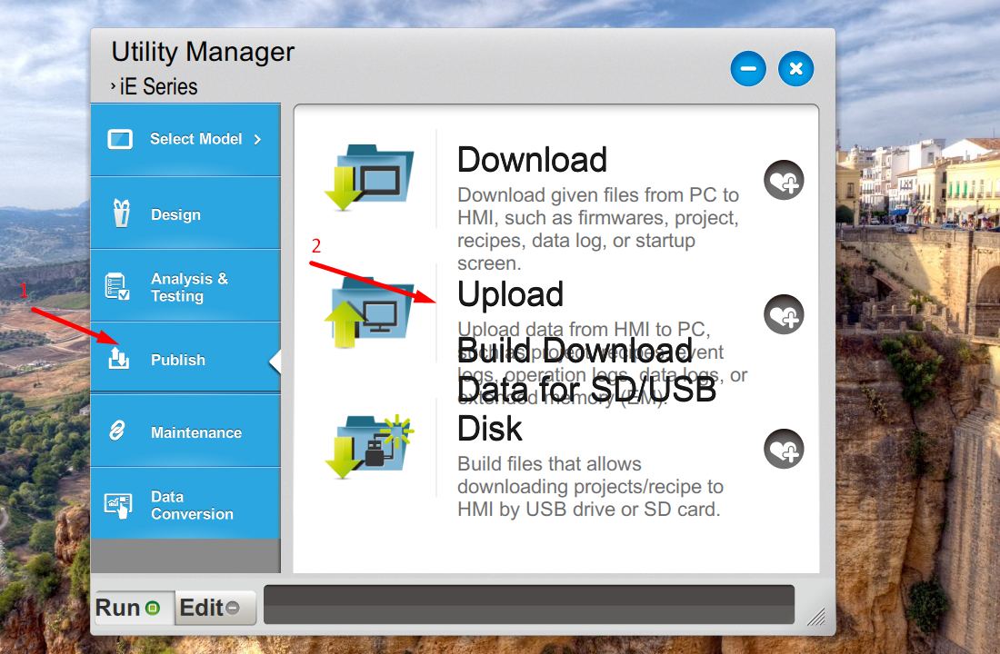 Utility Manager
iE Series
Select Model
Design
Analysis &
Testing
Publish
Maintenance
Data
Conversion
1
2
Download
Download given files from PC to
HMI, such as firmwares, project,
recipes, data log, or startup
screen.
Upload
Upload data from HMI to PC,
such as project, recipes, event
logs, operation logs, data logs, or
extended memory (EM).
Build Download
Data for SD/USB
Disk
Build files that allows
downloading projects/recipe to
HMI by USB drive or SD card.
Run
Edit